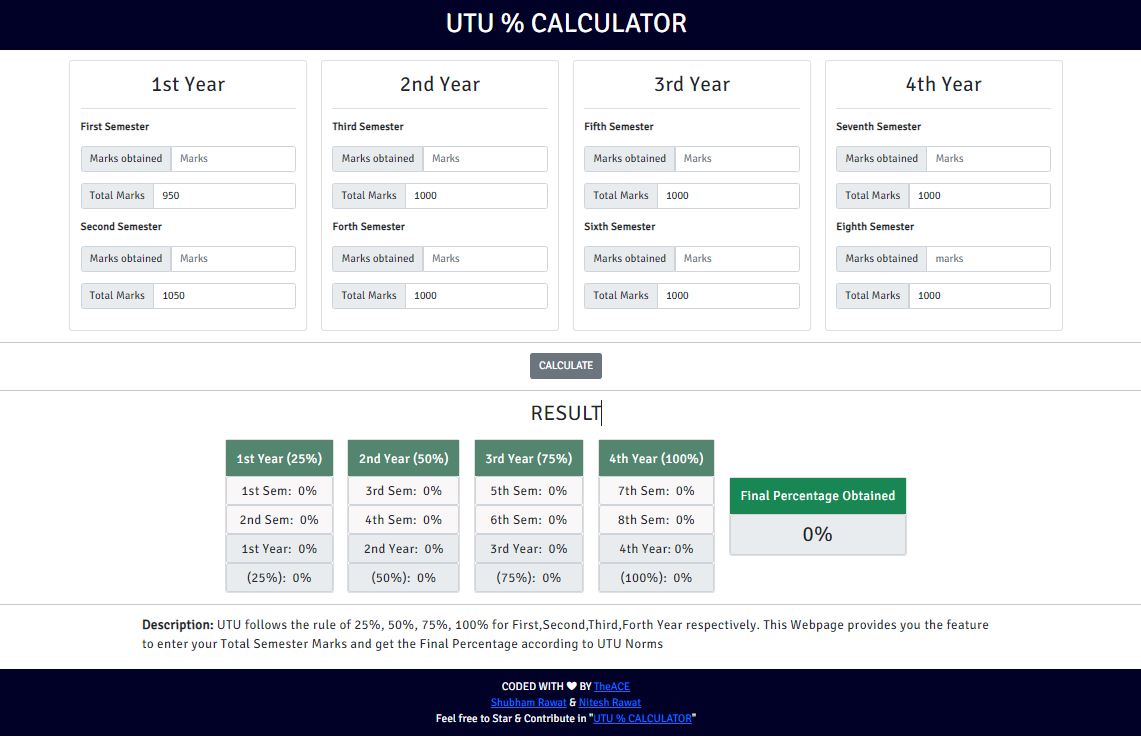 UTU % CALCULATOR
1st Year
First Semester
Marks obtained Marks
Total Marks 950
Second Semester
Marks obtained Marks
Total Marks 1050
2nd Year
Third Semester
Marks obtained Marks
Total Marks 1000
Forth Semester
Marks obtained Marks
Total Marks 1000
3rd Year
Fifth Semester
Marks obtained Marks
Total Marks 1000
Sixth Semester
Marks obtained Marks
Total Marks 1000
4th Year
Seventh Semester
Marks obtained Marks
Total Marks 1000
Eighth Semester
Marks obtained marks
Total Marks 1000
CALCULATE
RESULT
1st Year (25%)
1st Sem: 0%
2nd Sem: 0%
1st Year: 0%
(25%): 0%
2nd Year (50%)
3rd Sem: 0%
4th Sem: 0%
2nd Year: 0%
(50%): 0%
3rd Year (75%)
5th Sem: 0%
6th Sem: 0%
3rd Year: 0%
(75%): 0%
4th Year (100%)
7th Sem: 0%
8th Sem: 0%
4th Year: 0%
(100%): 0%
Final Percentage Obtained
0%
Description: UTU follows the rule of 25%, 50%, 75%, 100% for First,Second,Third,Forth Year respectively. This Webpage provides you the feature
to enter your Total Semester Marks and get the Final Percentage according to UTU Norms
CODED WITH ❤ BY TheACE
Shubham Rawat & Nitesh Rawat
Feel free to Star & Contribute in "UTU % CALCULATOR"